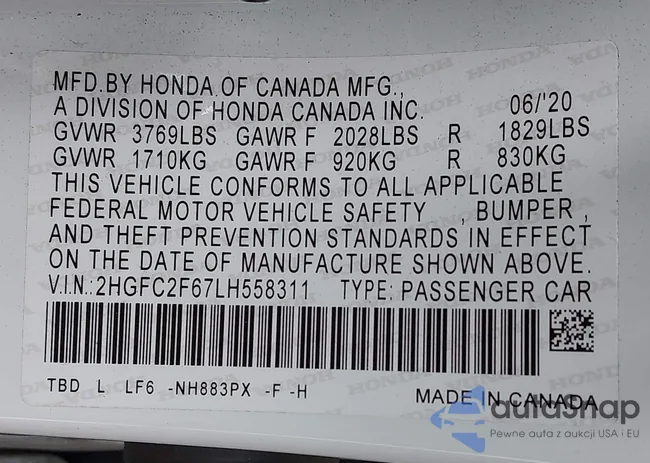 MFD.BY HONDA OF CANADA MFG.,
A DIVISION OF HONDA CANADA INC. 06/'20
GVWR 3769LBS GAWR F 2028LBS R 1829LBS
GVWR 1710KG GAWR F 920KG R 830KG
THIS VEHICLE CONFORMS TO ALL APPLICABLE
FEDERAL MOTOR VEHICLE SAFETY , BUMPER ,
AND THEFT PREVENTION STANDARDS IN EFFECT
ON THE DATE OF MANUFACTURE SHOWN ABOVE.
V.I.N.:2HGFC2F67LH558311 TYPE: PASSENGER CAR
TBD L LF6 -NH883PX -F -H MADE IN CANADA
autasnap
Pewne auta z aukcji USA i EU